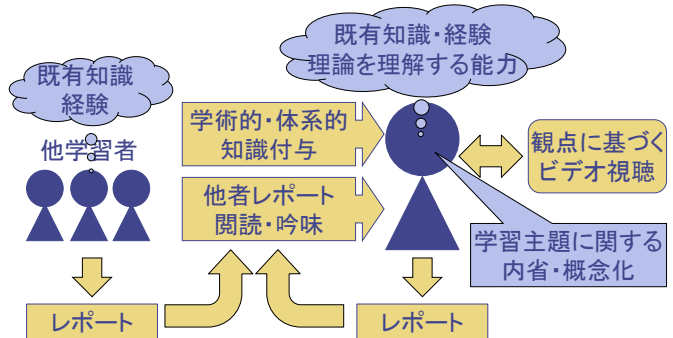 既有知識
経験
他学習者
レポート
既有知識・経験
理論を理解する能力
学術的・体系的
知識付与
他者レポート
閲読・吟味
観点に基づく
ビデオ視聴
学習主題に関する
内省・概念化
レポート